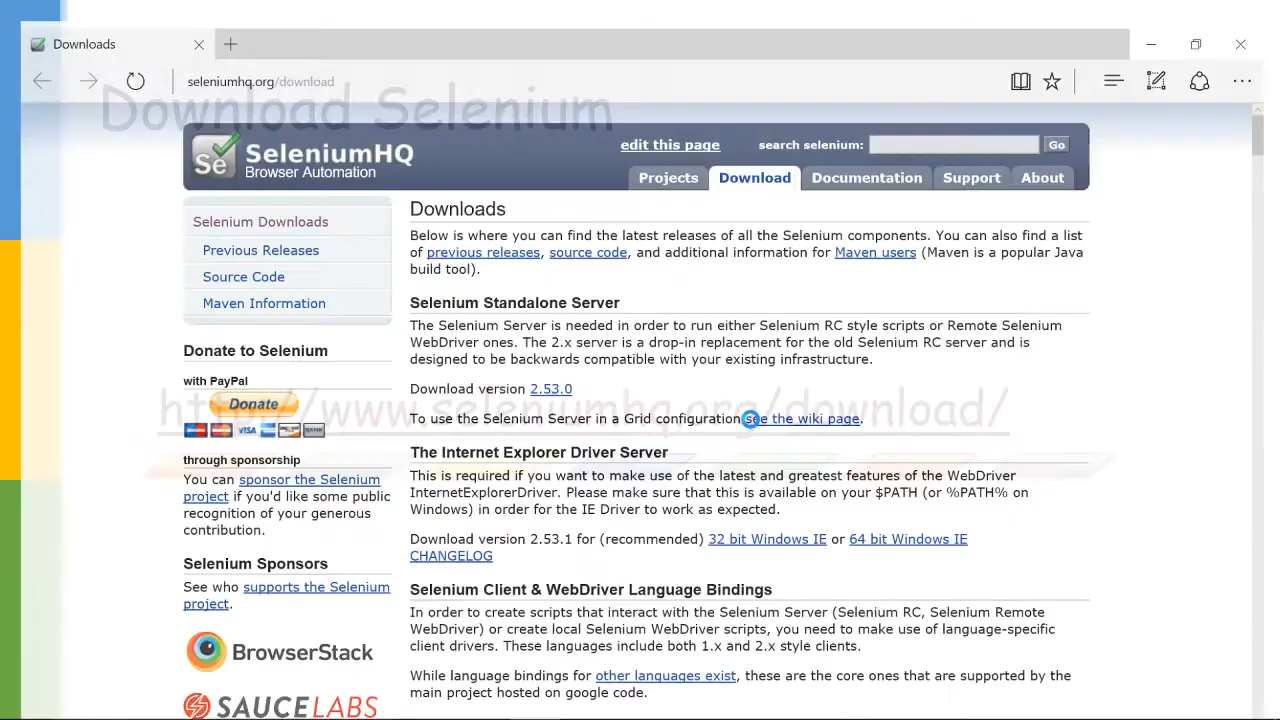 Downloads
seleniumhq.org/download
Download Selenium
SeleniumHQ
Browser Automation
edit this page
search selenium:
Go
Projects
Download
Documentation
Support
About
Selenium Downloads
Previous Releases
Source Code
Maven Information
Donate to Selenium
with PayPal
Donate
VISA
BANK
through sponsorship
You can sponsor the Selenium
project if you'd like some public
recognition of your generous
contribution.
Selenium Sponsors
See who supports the Selenium
project.
BrowserStack
SAUCELABS
Downloads
Below is where you can find the latest releases of all the Selenium components. You can also find a list
of previous releases, source code, and additional information for Maven users (Maven is a popular Java
build tool).
Selenium Standalone Server
The Selenium Server is needed in order to run either Selenium RC style scripts or Remote Selenium
WebDriver ones. The 2.x server is a drop-in replacement for the old Selenium RC server and is
designed to be backwards compatible with your existing infrastructure.
Download version 2.53.0
http://www.seleniumhq.org/download/
To use the Selenium Server in a Grid configuration see the wiki page.
The Internet Explorer Driver Server
This is required if you want to make use of the latest and greatest features of the WebDriver
InternetExplorerDriver. Please make sure that this is available on your $PATH (or %PATH% on
Windows) in order for the IE Driver to work as expected.
Download version 2.53.1 for (recommended) 32 bit Windows IE or 64 bit Windows IE
CHANGELOG
Selenium Client & WebDriver Language Bindings
In order to create scripts that interact with the Selenium Server (Selenium RC, Selenium Remote
WebDriver) or create local Selenium WebDriver scripts, you need to make use of language-specific
client drivers. These languages include both 1.x and 2.x style clients.
While language bindings for other languages exist, these are the core ones that are supported by the
main project hosted on google code.